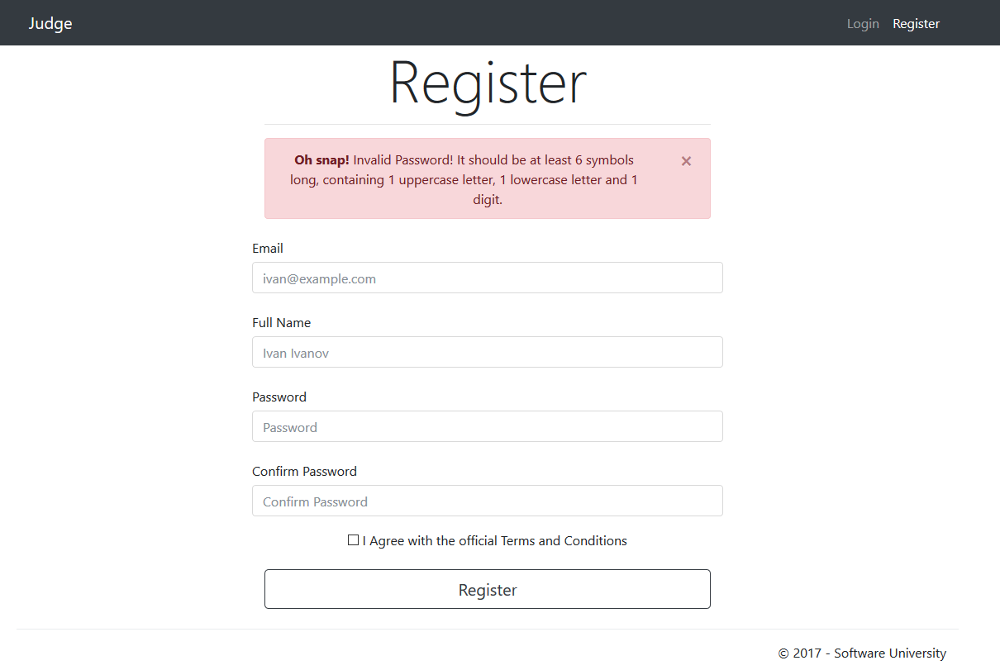 Judge
Login Register
Register
Oh snap! Invalid Password! It should be at least 6 symbols
long, containing 1 uppercase letter, 1 lowercase letter and 1
digit.
×
Email
ivan@example.com
Full Name
Ivan Ivanov
Password
Password
Confirm Password
Confirm Password
I Agree with the official Terms and Conditions
Register
© 2017 - Software University